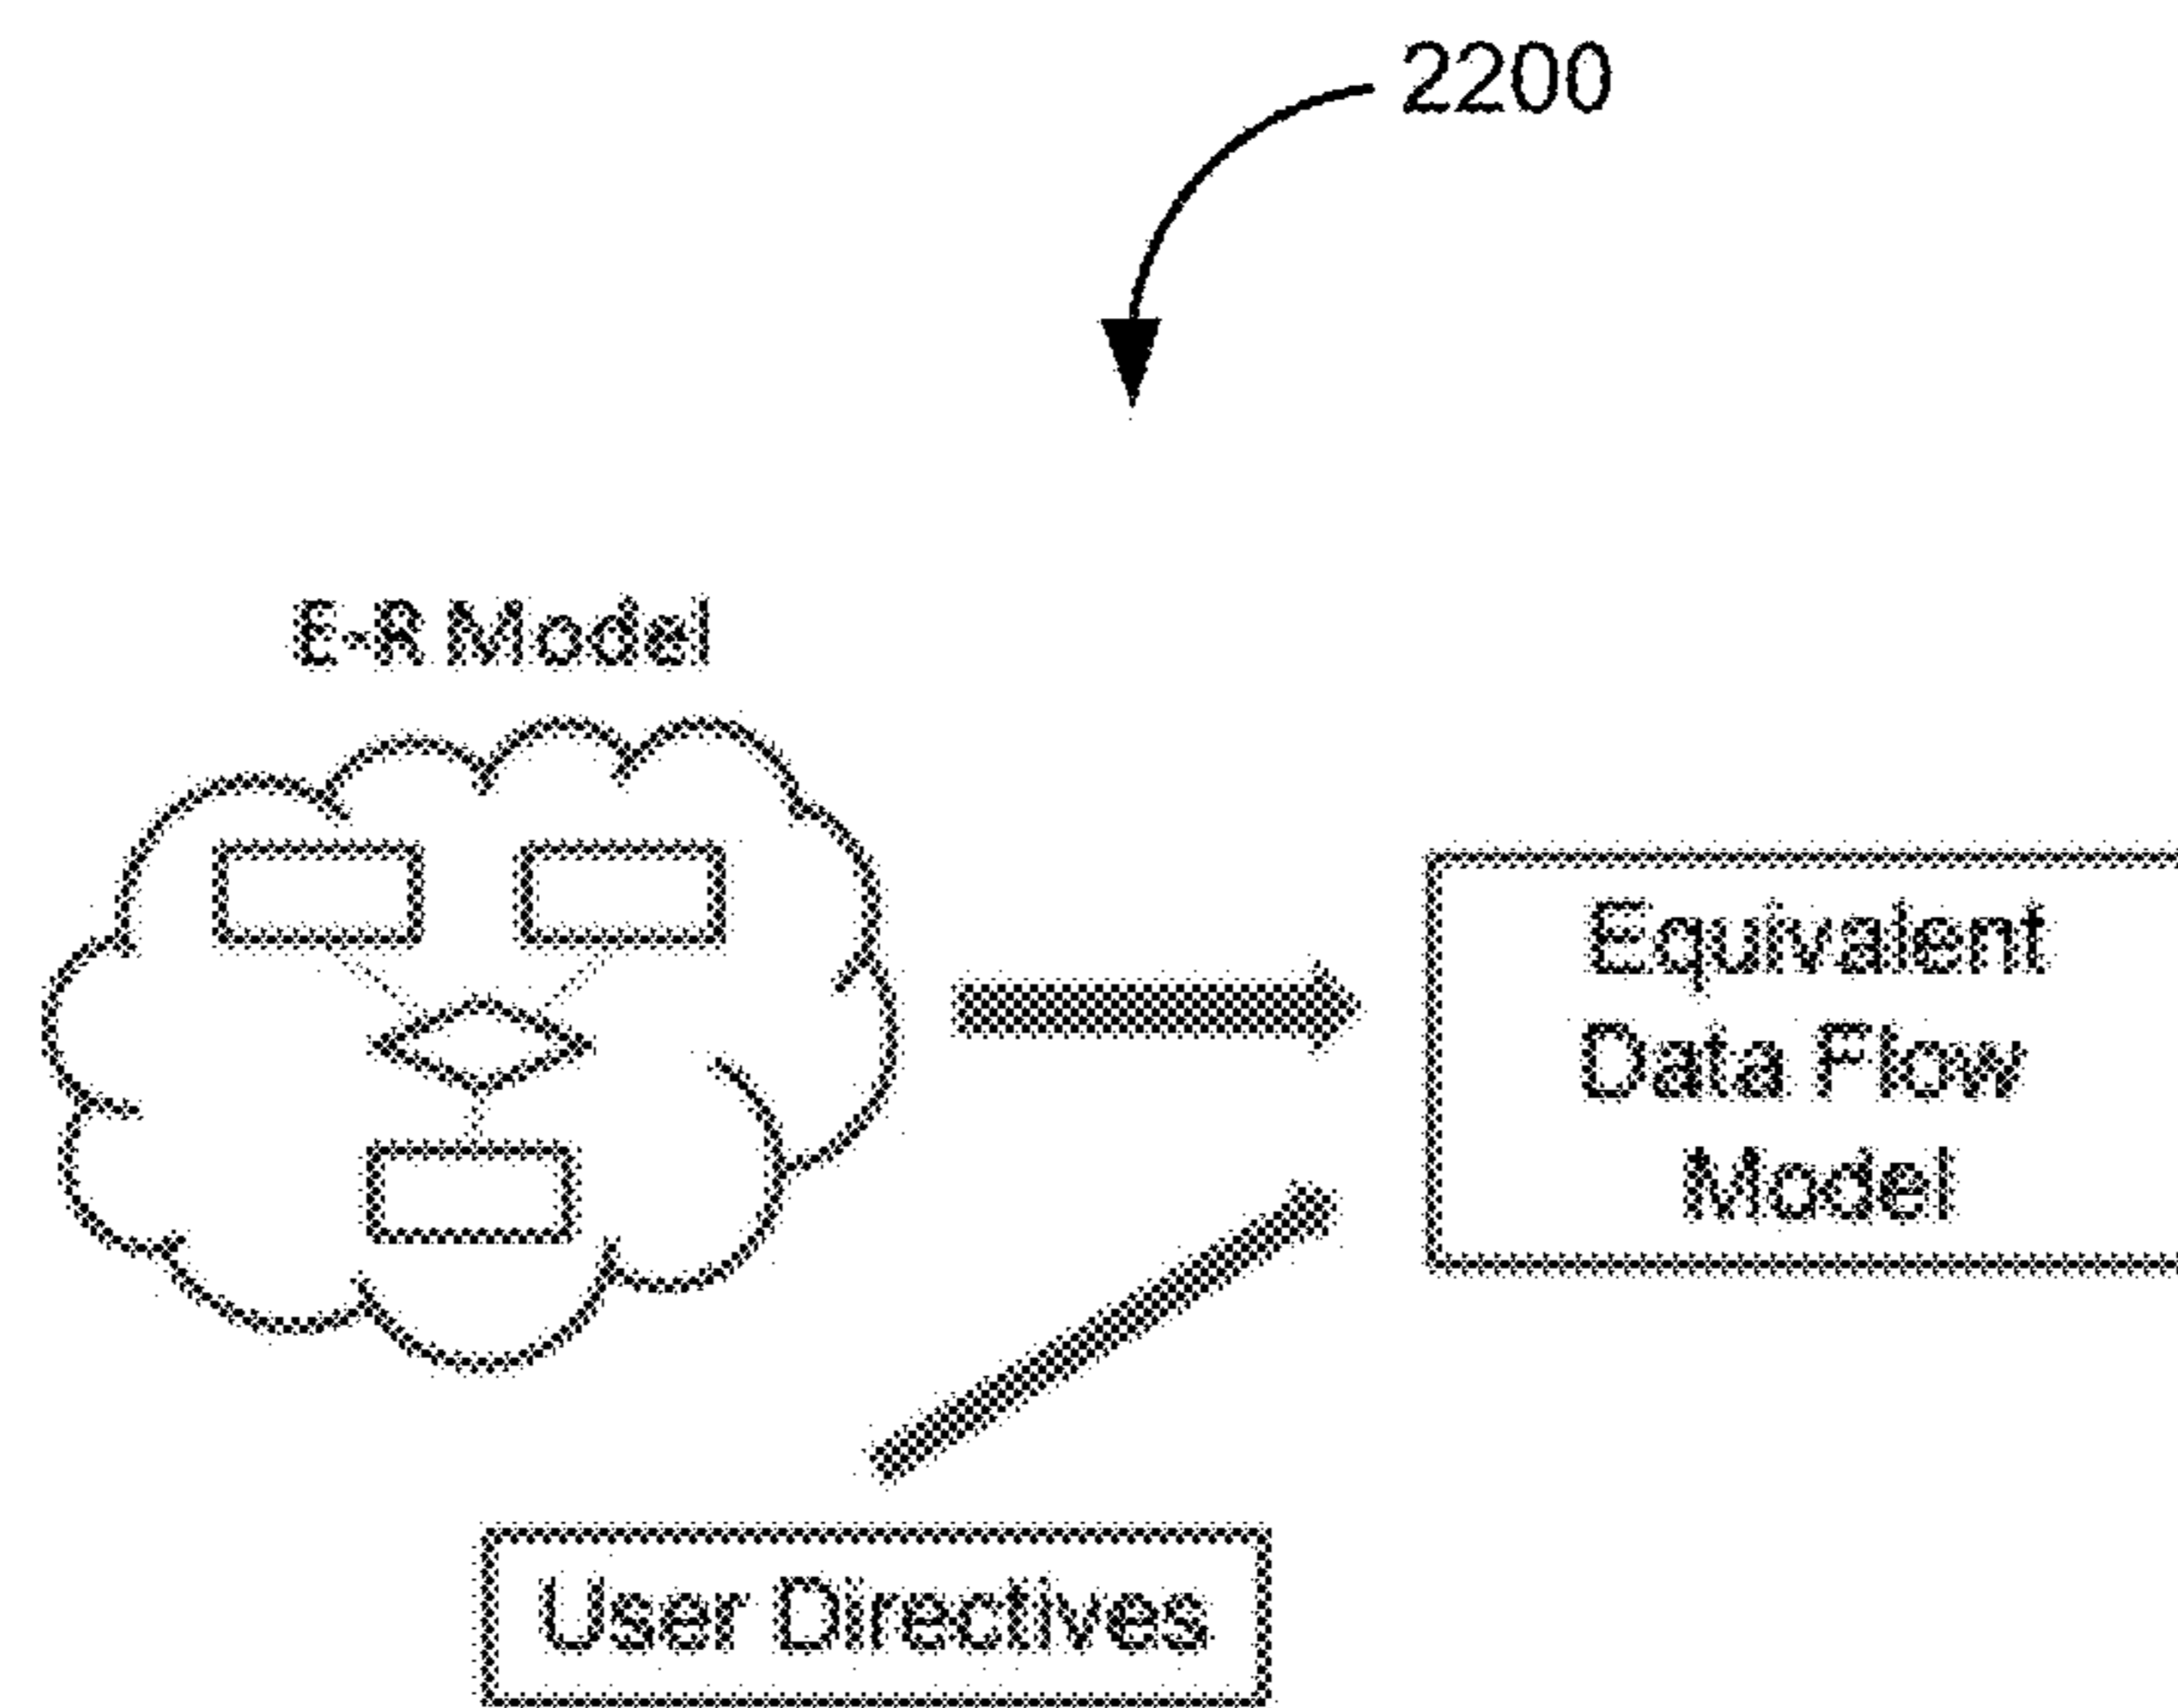 2200
E-R Model
Equivalent
Data Flow
Model
User Directives